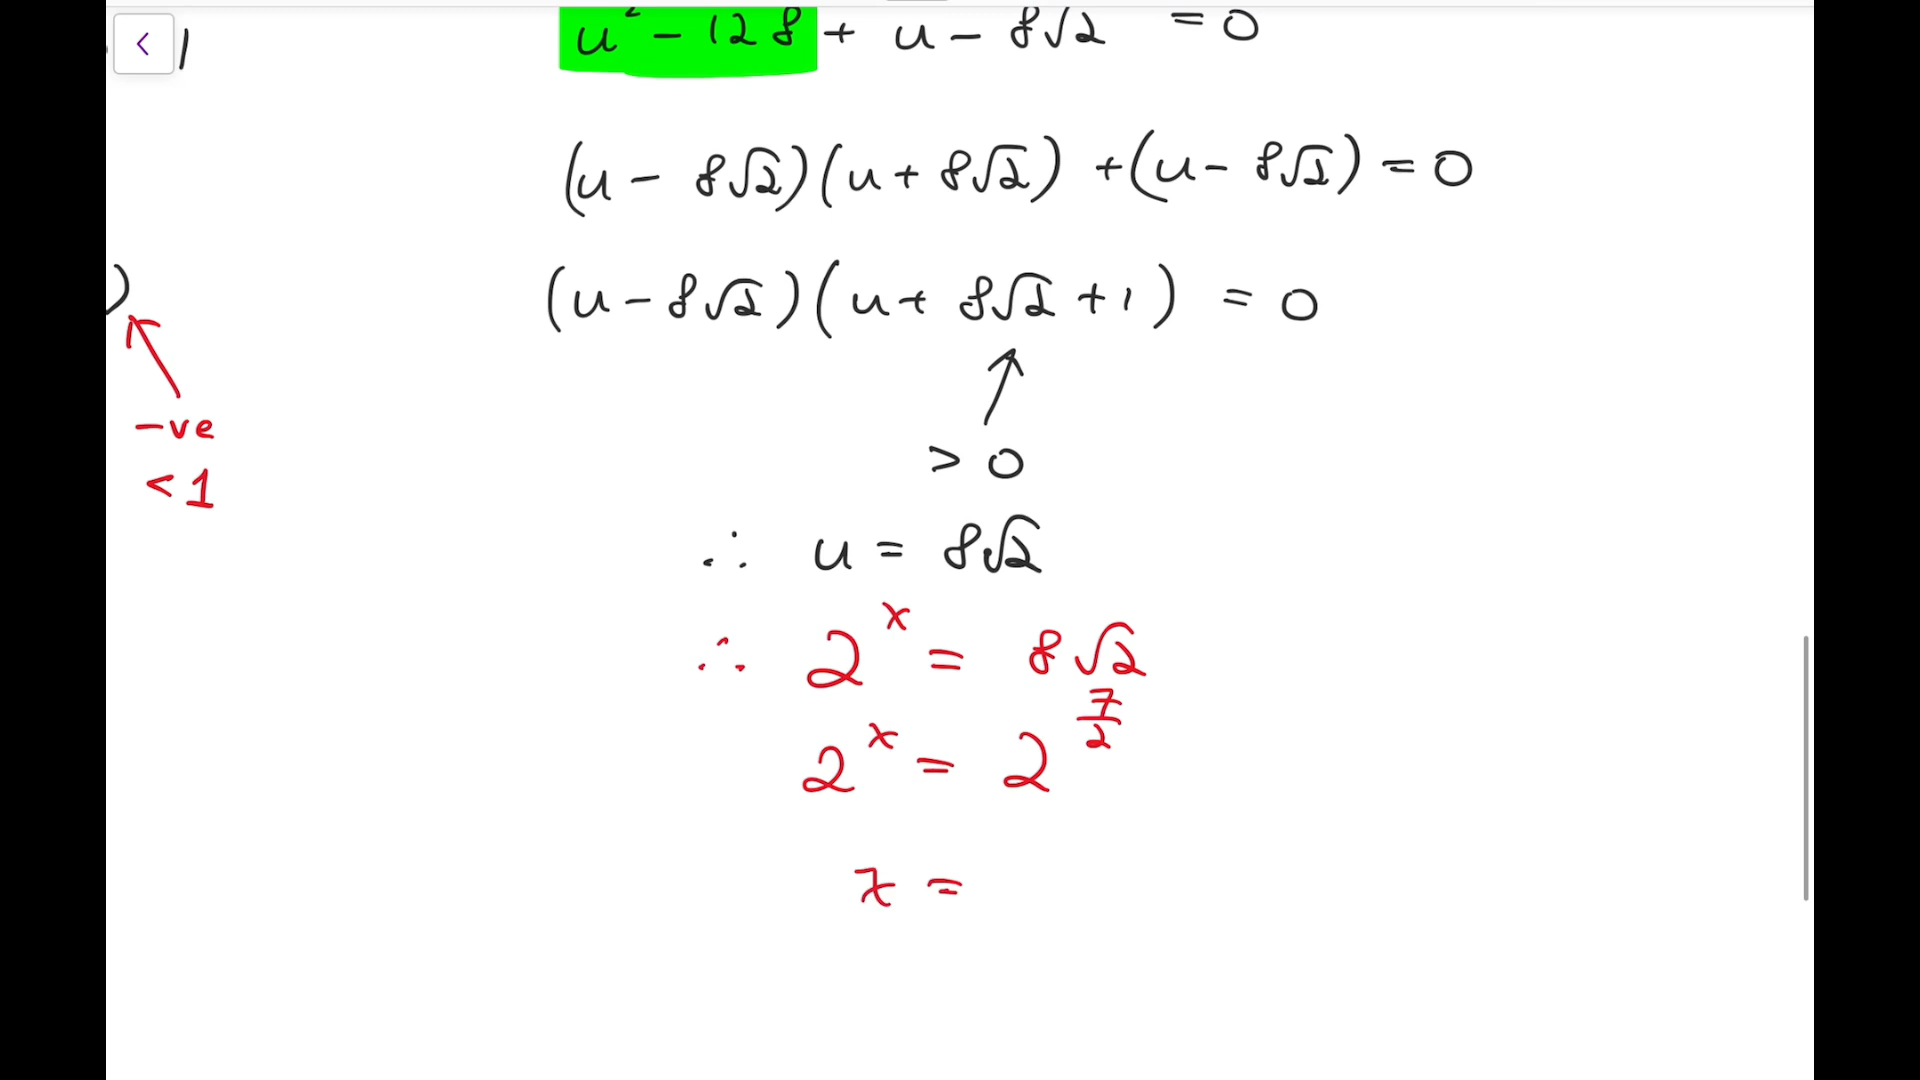 u² - 128 + u - 8√2 = 0
(u - 8√2)(u + 8√2) + (u - 8√2) = 0
)
(u - 8√2)(u + 8√2 + 1) = 0
-ve
< 1
> 0
∴ u = 8√2
∴ 2^x = 8√2
2^x = 2^(7/2)
x =